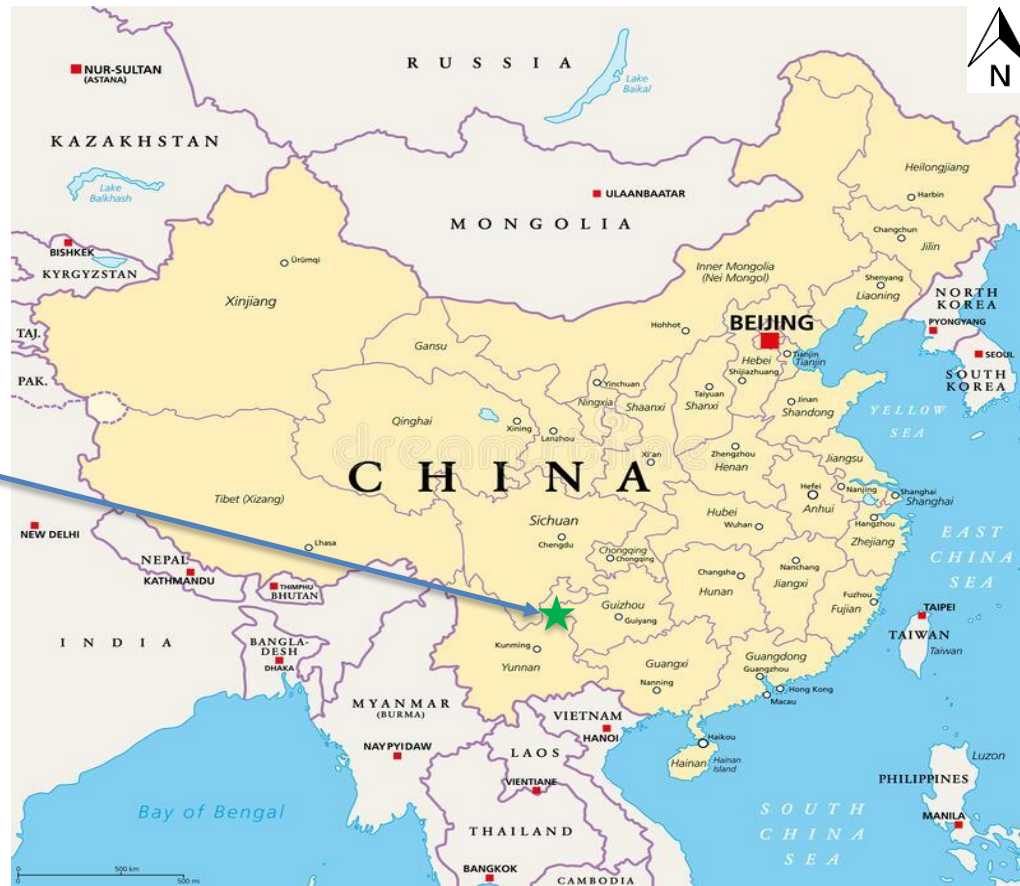 N
RUSSIA
NUR-SULTAN
(ASTANA)
Lake
Baikal
KAZAKHSTAN
Lake
Balkhash
ULAANBAATAR
MONGOLIA
Heilongjiang
Harbin
Changchun
Jilin
BISHKEK
KYRGYZSTAN
Ürümqi
Xinjiang
Inner Mongolia
(Nei Mongol)
Shenyang
Liaoning
NORTH
KOREA
PYONGYANG
SEOUL
SOUTH
KOREA
TAJ.
PAK.
Gansu
Hohhot
BEIJING
Tianjin
Tianjin
Hebei
Shijiazhuang
Yinchuan
Ningxia
Shaanxi
Taiyuan
Shanxi
Jinan
Shandong
YELLOW
SEA
Qinghai
Xining
Lanzhou
dreamstime
CHINA
Xi'an
Zhengzhou
Henan
Jiangsu
Hefei
Anhui
Nanjing
Shanghai
Shanghai
Tibet (Xizang)
Lhasa
Sichuan
Chengdu
Chongqing
Chongqing
Hubei
Wuhan
Hangzhou
Zhejiang
EAST
CHINA
SEA
NEW DELHI
NEPAL
KATHMANDU
THIMPHU
BHUTAN
Changsha
Hunan
Nanchang
Jiangxi
Fuzhou
Fujian
Guizhou
Guiyang
TAIPEI
TAIWAN
Taiwan
INDIA
BANGLA-
DESH
DHAKA
Kunming
Yunnan
Guangxi
Nanning
Guangdong
Guangzhou
Hong Kong
Macau
MYANMAR
(BURMA)
NAYPYIDAW
VIETNAM
HANOI
LAOS
VIENTIANE
Haikou
Hainan
Hainan
Island
Luzon
PHILIPPINES
MANILA
Bay of Bengal
SOUTH
CHINA
SEA
THAILAND
BANGKOK
CAMBODIA
0
500 km
500 mi